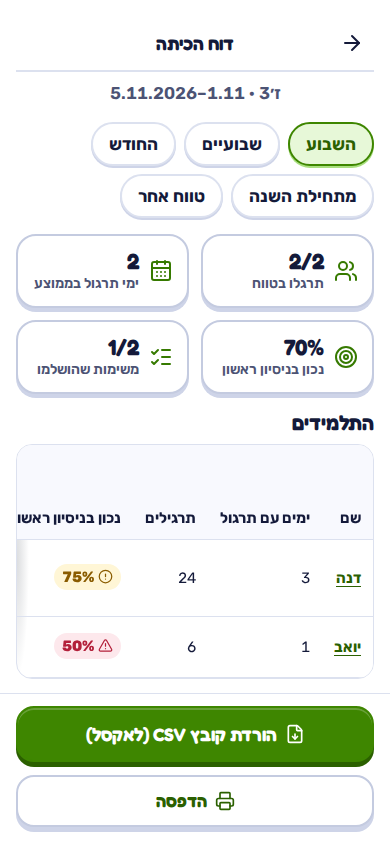 דוח הכיתה
ז׳3 • 1.11–5.11.2026
השבוע
שבועיים
החודש
מתחילת השנה
טווח אחר
2/2
תרגלו בטווח
2
ימי תרגול בממוצע
70%
נכון בניסיון ראשון
1/2
משימות שהושלמו
התלמידים
שם ימים עם תרגול תרגילים נכון בניסיון ראשו
דנה 3 24 75%
יואב 1 6 50%
הורדת קובץ CSV (לאקסל)
הדפסה